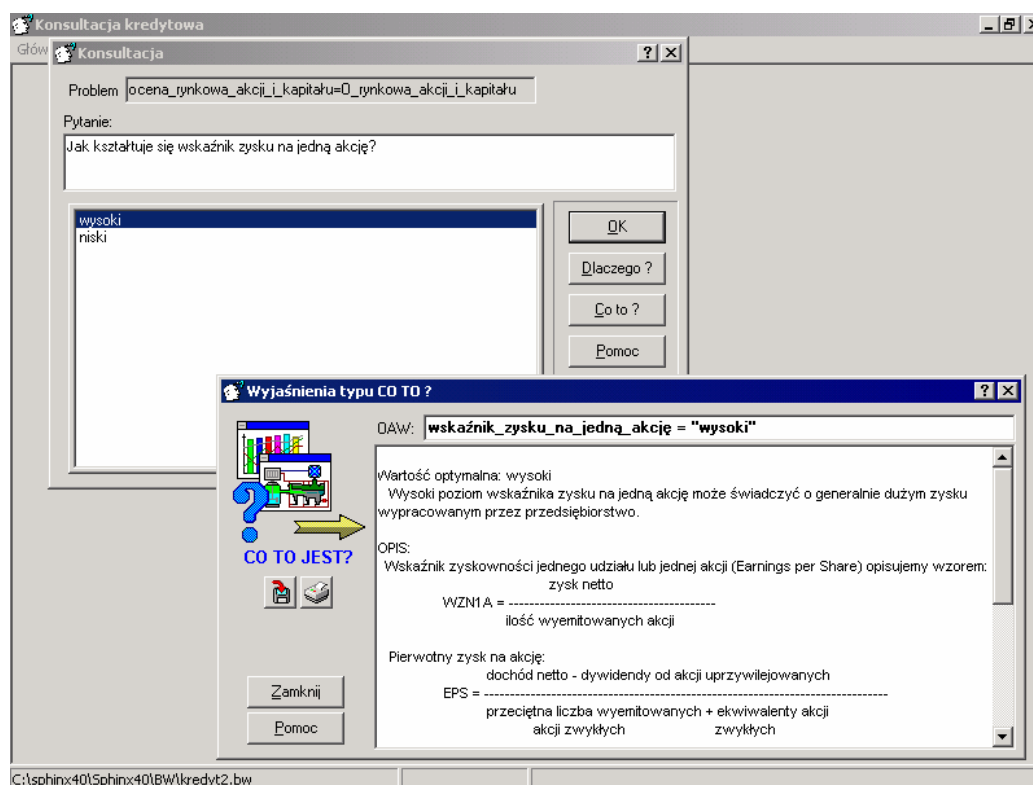 Konsultacja kredytowa
Głów
Konsultacja
Problem ocena_rynkowa_akcji_i_kapitału=O_rynkowa_akcji_i_kapitału
Pytanie:
Jak kształtuje się wskaźnik zysku na jedną akcję?
wysoki
niski
OK
Dlaczego ?
Co to ?
Pomoc
Wyjaśnienia typu CO TO ?
OAW: wskaźnik_zysku_na_jedną_akcję = "wysoki"
Wartość optymalna: wysoki
Wysoki poziom wskaźnika zysku na jedną akcję może świadczyć o generalnie dużym zysku
wypracowanym przez przedsiębiorstwo.
OPIS:
Wskaźnik zyskowności jednego udziału lub jednej akcji (Earnings per Share) opisujemy wzorem:
zysk netto
WZN1A = ----------------------------------------
ilość wyemitowanych akcji
Pierwotny zysk na akcję:
dochód netto - dywidendy od akcji uprzywilejowanych
EPS = ------------------------------------------------------------------------------
przeciętna liczba wyemitowanych + ekwiwalenty akcji
akcji zwykłych zwykłych
CO TO JEST?
Zamknij
Pomoc
C:\sphinx40\Sphinx40\BW\kredyt2.bw